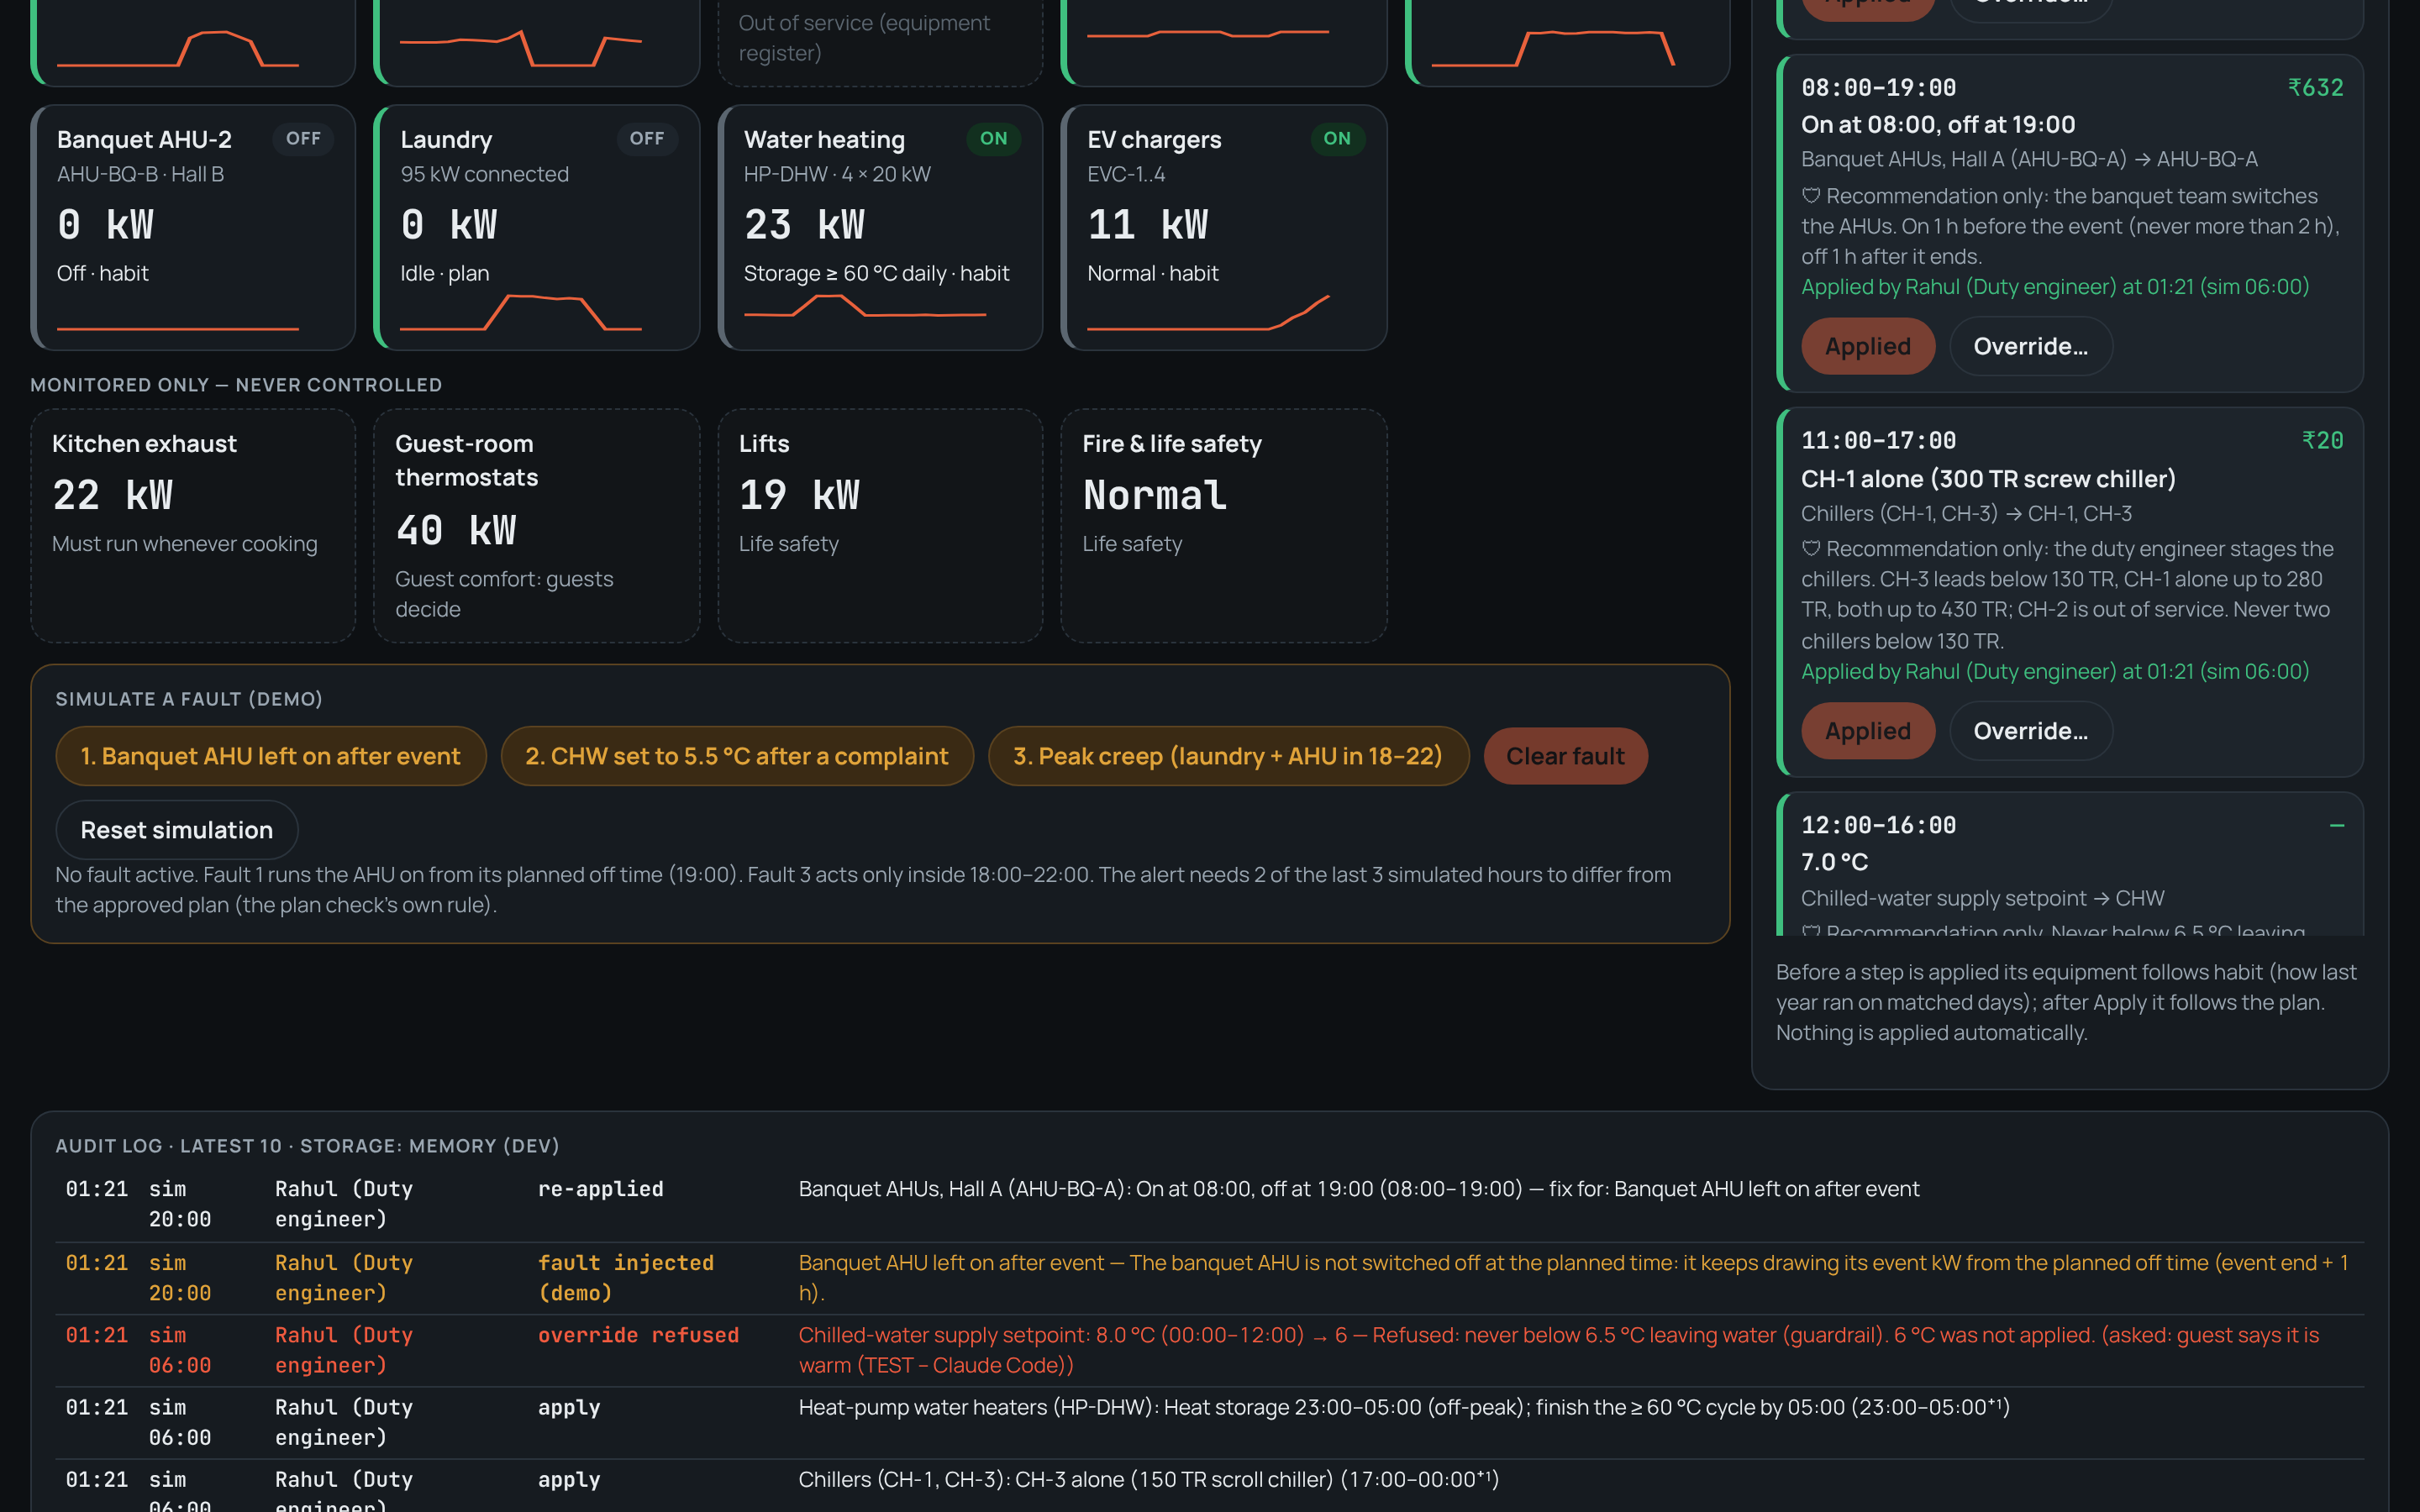 Out of service (equipment
register)
Banquet AHU-2
OFF
AHU-BQ-B · Hall B
0 kW
Off · habit
Laundry
OFF
95 kW connected
0 kW
Idle · plan
Water heating
ON
HP-DHW · 4 × 20 kW
23 kW
Storage ≥ 60 °C daily · habit
EV chargers
ON
EVC-1..4
11 kW
Normal · habit
MONITORED ONLY — NEVER CONTROLLED
Kitchen exhaust
22 kW
Must run whenever cooking
Guest-room
thermostats
40 kW
Guest comfort: guests
decide
Lifts
19 kW
Life safety
Fire & life safety
Normal
Life safety
SIMULATE A FAULT (DEMO)
1. Banquet AHU left on after event
2. CHW set to 5.5 °C after a complaint
3. Peak creep (laundry + AHU in 18–22)
Clear fault
Reset simulation
No fault active. Fault 1 runs the AHU on from its planned off time (19:00). Fault 3 acts only inside 18:00–22:00. The alert needs 2 of the last 3 simulated hours to differ from
the approved plan (the plan check's own rule).
Applied
Override…
08:00–19:00
₹632
On at 08:00, off at 19:00
Banquet AHUs, Hall A (AHU-BQ-A) → AHU-BQ-A
Recommendation only: the banquet team switches
the AHUs. On 1 h before the event (never more than 2 h),
off 1 h after it ends.
Applied by Rahul (Duty engineer) at 01:21 (sim 06:00)
Applied
Override…
11:00–17:00
₹20
CH-1 alone (300 TR screw chiller)
Chillers (CH-1, CH-3) → CH-1, CH-3
Recommendation only: the duty engineer stages the
chillers. CH-3 leads below 130 TR, CH-1 alone up to 280
TR, both up to 430 TR; CH-2 is out of service. Never two
chillers below 130 TR.
Applied by Rahul (Duty engineer) at 01:21 (sim 06:00)
Applied
Override…
12:00–16:00
–
7.0 °C
Chilled-water supply setpoint → CHW
Recommendation only. Never below 6.5 °C leaving
Before a step is applied its equipment follows habit (how last
year ran on matched days); after Apply it follows the plan.
Nothing is applied automatically.
AUDIT LOG · LATEST 10 · STORAGE: MEMORY (DEV)
01:21 sim Rahul (Duty re-applied Banquet AHUs, Hall A (AHU-BQ-A): On at 08:00, off at 19:00 (08:00–19:00) — fix for: Banquet AHU left on after event
20:00 engineer)
01:21 sim Rahul (Duty fault injected Banquet AHU left on after event — The banquet AHU is not switched off at the planned time: it keeps drawing its event kW from the planned off time (event end + 1
20:00 engineer) (demo) h).
01:21 sim Rahul (Duty override refused Chilled-water supply setpoint: 8.0 °C (00:00–12:00) → 6 — Refused: never below 6.5 °C leaving water (guardrail). 6 °C was not applied. (asked: guest says it is
06:00 engineer) warm (TEST – Claude Code))
01:21 sim Rahul (Duty apply Heat-pump water heaters (HP-DHW): Heat storage 23:00–05:00 (off-peak); finish the ≥ 60 °C cycle by 05:00 (23:00–05:00⁺¹)
06:00 engineer)
01:21 sim Rahul (Duty apply Chillers (CH-1, CH-3): CH-3 alone (150 TR scroll chiller) (17:00–00:00⁺¹)
06:00 engineer)